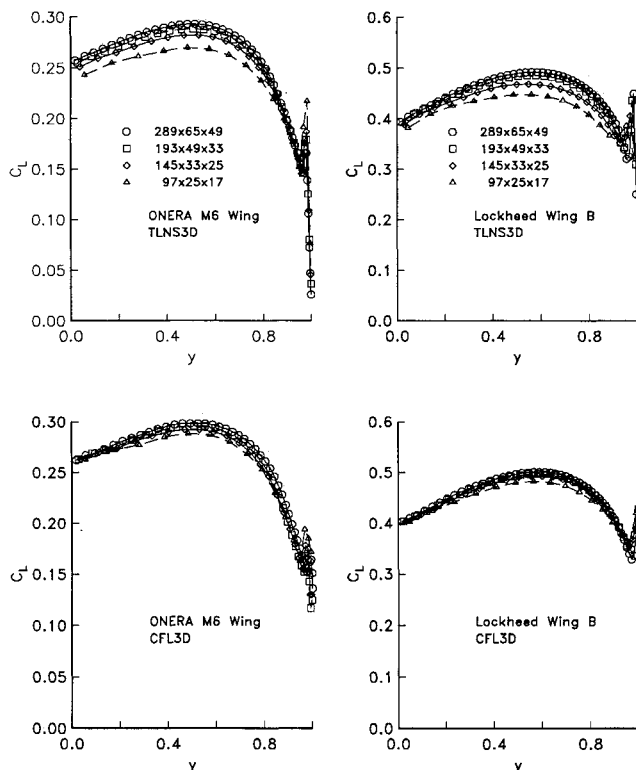 0.30
0.25
0.20
0.15
0.10
0.05
0.00
C_L
289x65x49
193x49x33
145x33x25
97x25x17
ONERA M6 Wing
TLNS3D
0.0 0.4 0.8
y
0.6
0.5
0.4
0.3
0.2
0.1
0.0
C_L
289x65x49
193x49x33
145x33x25
97x25x17
Lockheed Wing B
TLNS3D
0.0 0.4 0.8
y
0.30
0.25
0.20
0.15
0.10
0.05
0.00
C_L
ONERA M6 Wing
CFL3D
0.0 0.4 0.8
y
0.6
0.5
0.4
0.3
0.2
0.1
0.0
C_L
Lockheed Wing B
CFL3D
0.0 0.4 0.8
y